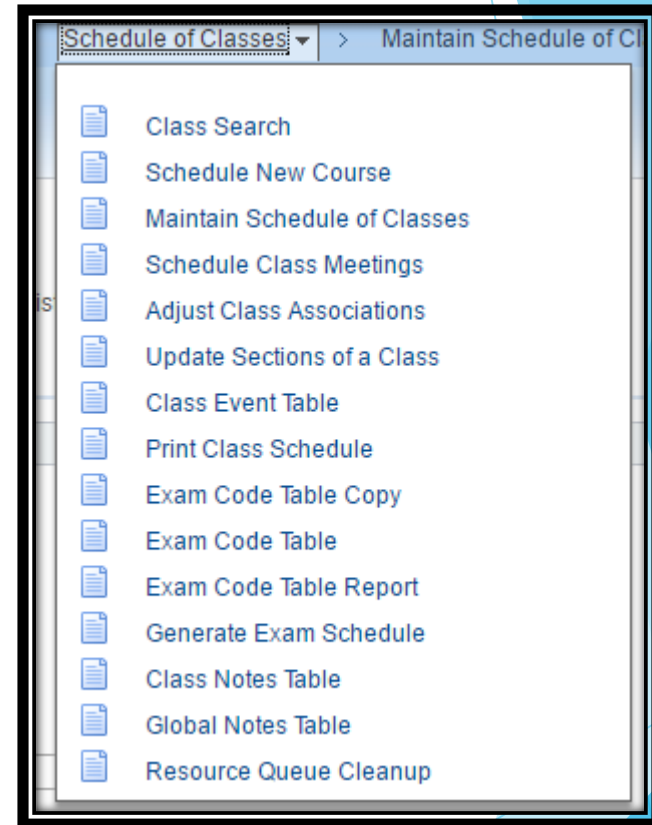 Schedule of Classes > Maintain Schedule of Cl
Class Search
Schedule New Course
Maintain Schedule of Classes
Schedule Class Meetings
is
Adjust Class Associations
Update Sections of a Class
Class Event Table
Print Class Schedule
Exam Code Table Copy
Exam Code Table
Exam Code Table Report
Generate Exam Schedule
Class Notes Table
Global Notes Table
Resource Queue Cleanup